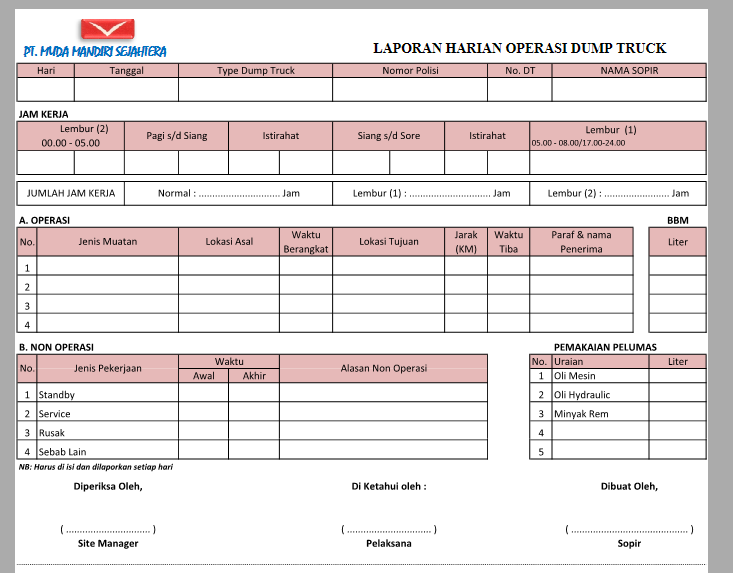 PT. MUDA MANDIRI SEJAHTERA
LAPORAN HARIAN OPERASI DUMP TRUCK
Hari Tanggal Type Dump Truck Nomor Polisi No. DT NAMA SOPIR
JAM KERJA
Lembur (2) Pagi s/d Siang Istirahat Siang s/d Sore Istirahat Lembur (1)
00.00 - 05.00 05.00 - 08.00/17.00-24.00
JUMLAH JAM KERJA Normal : .............................. Jam Lembur (1) : .............................. Jam Lembur (2) : ........................ Jam
A. OPERASI BBM
No. Jenis Muatan Lokasi Asal Waktu Berangkat Lokasi Tujuan Jarak (KM) Waktu Tiba Paraf & nama Penerima Liter
1
2
3
4
B. NON OPERASI PEMAKAIAN PELUMAS
No. Jenis Pekerjaan Waktu Alasan Non Operasi No. Uraian Liter
Awal Akhir 1 Oli Mesin
1 Standby 2 Oli Hydraulic
2 Service 3 Minyak Rem
3 Rusak 4
4 Sebab Lain 5
NB: Harus di isi dan dilaporkan setiap hari
Diperiksa Oleh, Di Ketahui oleh : Dibuat Oleh,
( ............................... ) ( ............................... ) ( ........................................... )
Site Manager Pelaksana Sopir